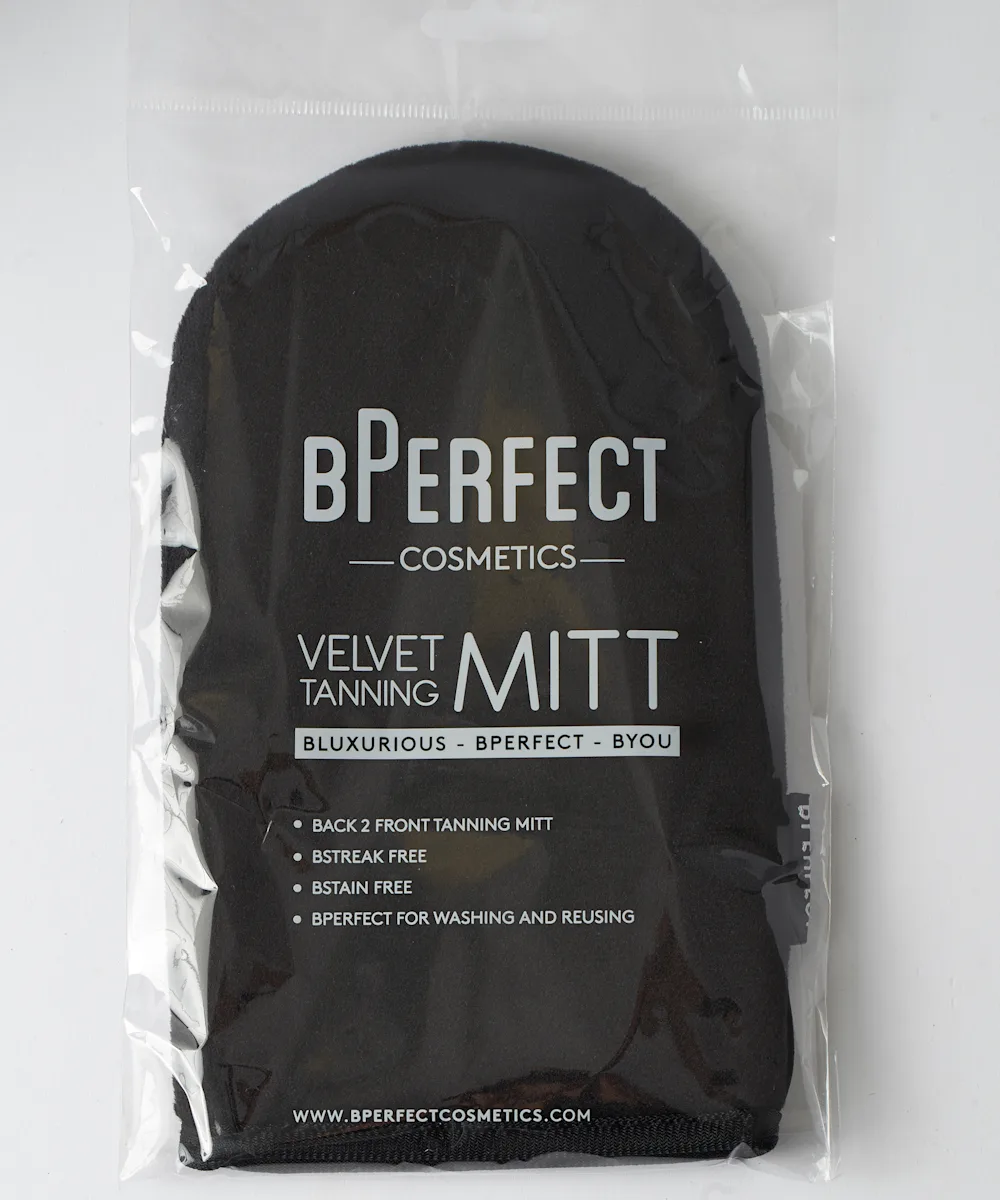 BPERFECT
COSMETICS
VELVET
TANNING
MITT
BLUXURIOUS - BPERFECT - BYOU
BACK 2 FRONT TANNING MITT
BSTREAK FREE
BSTAIN FREE
BPERFECT FOR WASHING AND REUSING
WWW.BPERFECTCOSMETICS.COM